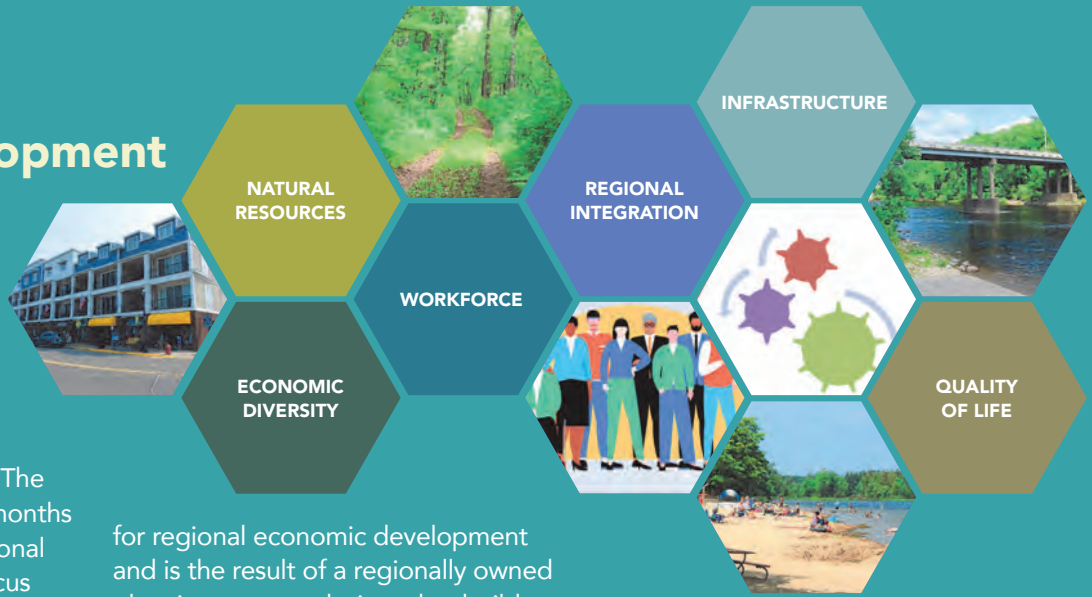 opment
NATURAL
RESOURCES
WORKFORCE
ECONOMIC
DIVERSITY
REGIONAL
INTEGRATION
INFRASTRUCTURE
QUALITY
OF LIFE
The
months
onal
cus
for regional economic development
and is the result of a regionally owned